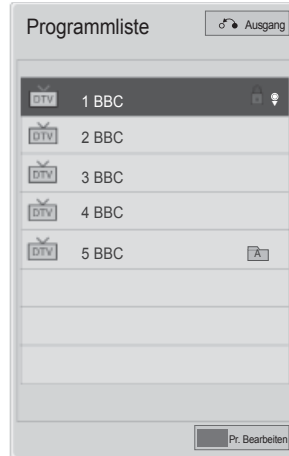 Programmliste
Ausgang
DTV 1 BBC
DTV 2 BBC
DTV 3 BBC
DTV 4 BBC
DTV 5 BBC A
Pr. Bearbeiten